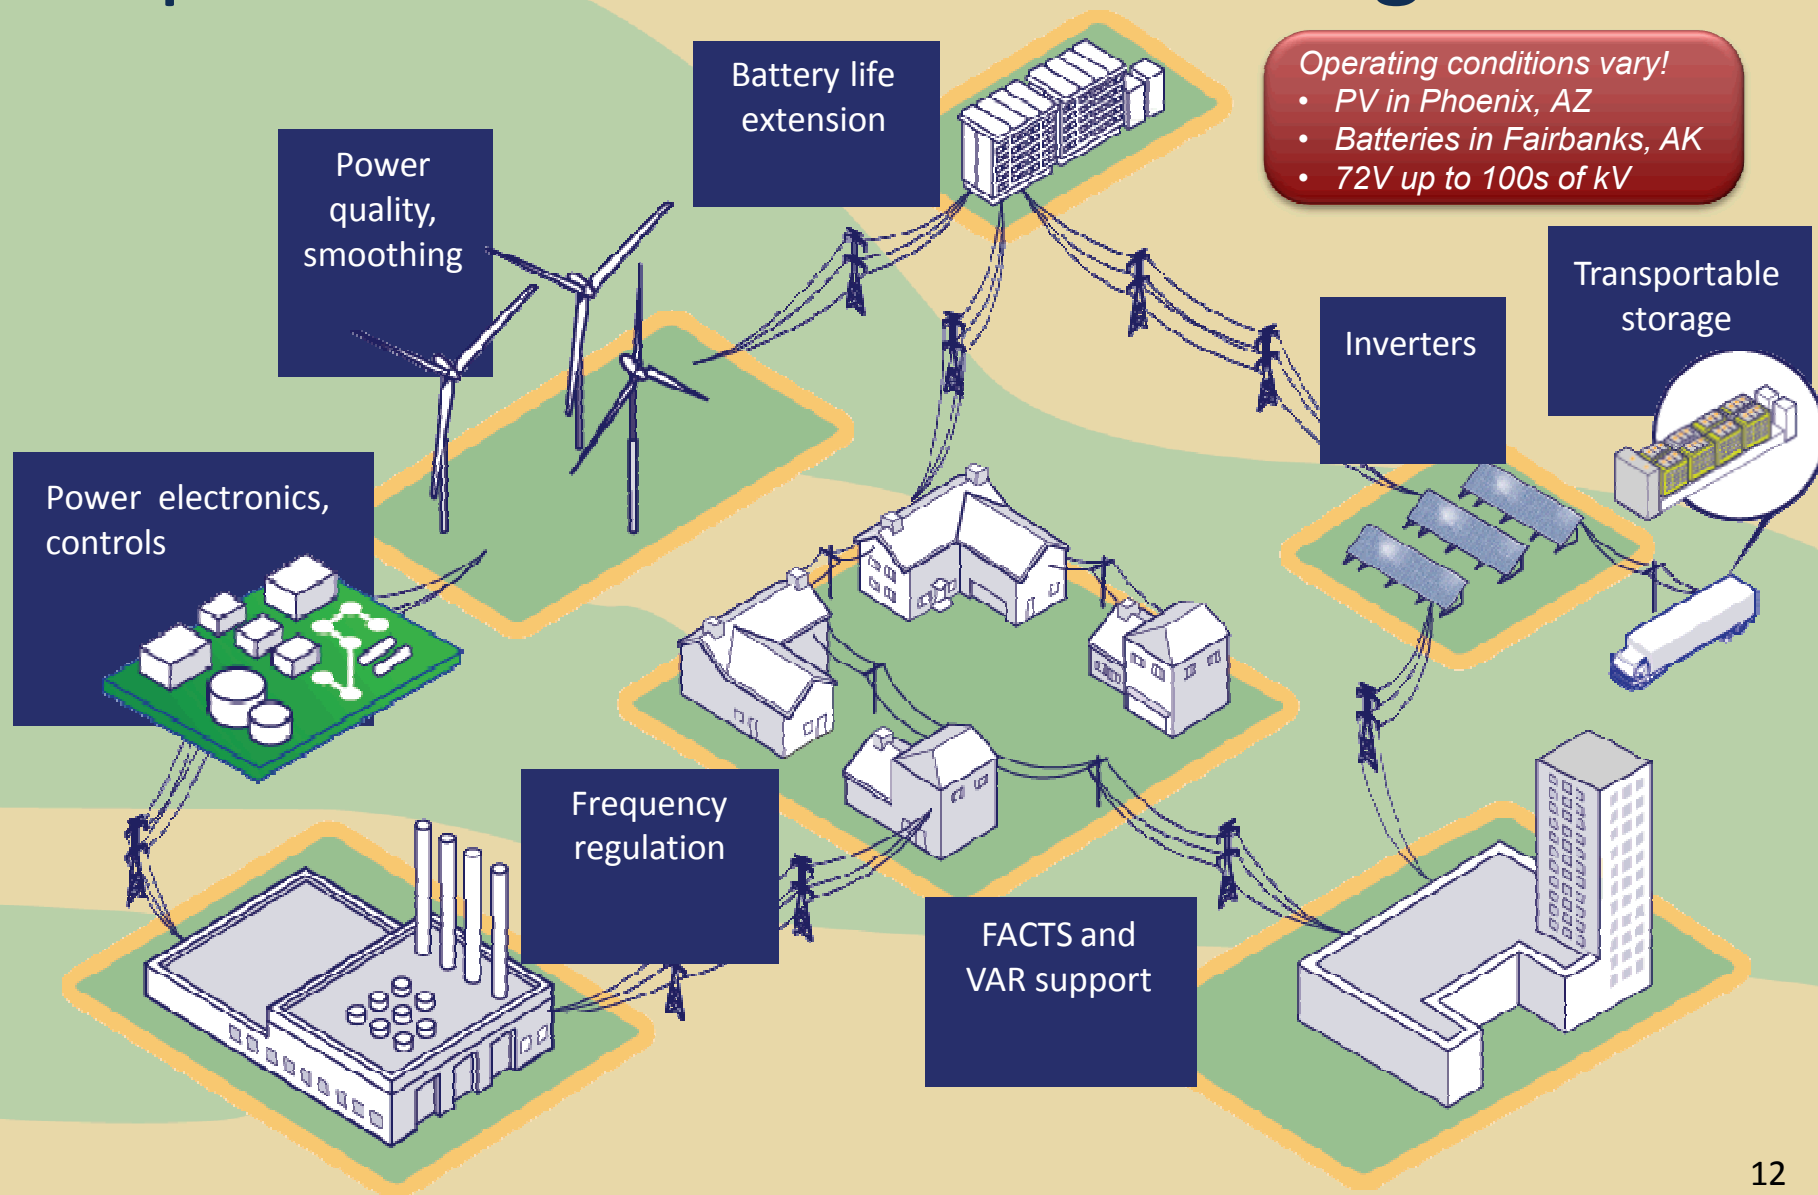 Battery life
extension
Operating conditions vary!
• PV in Phoenix, AZ
• Batteries in Fairbanks, AK
• 72V up to 100s of kV
Power
quality,
smoothing
Transportable
storage
Inverters
Power electronics,
controls
Frequency
regulation
FACTS and
VAR support
12